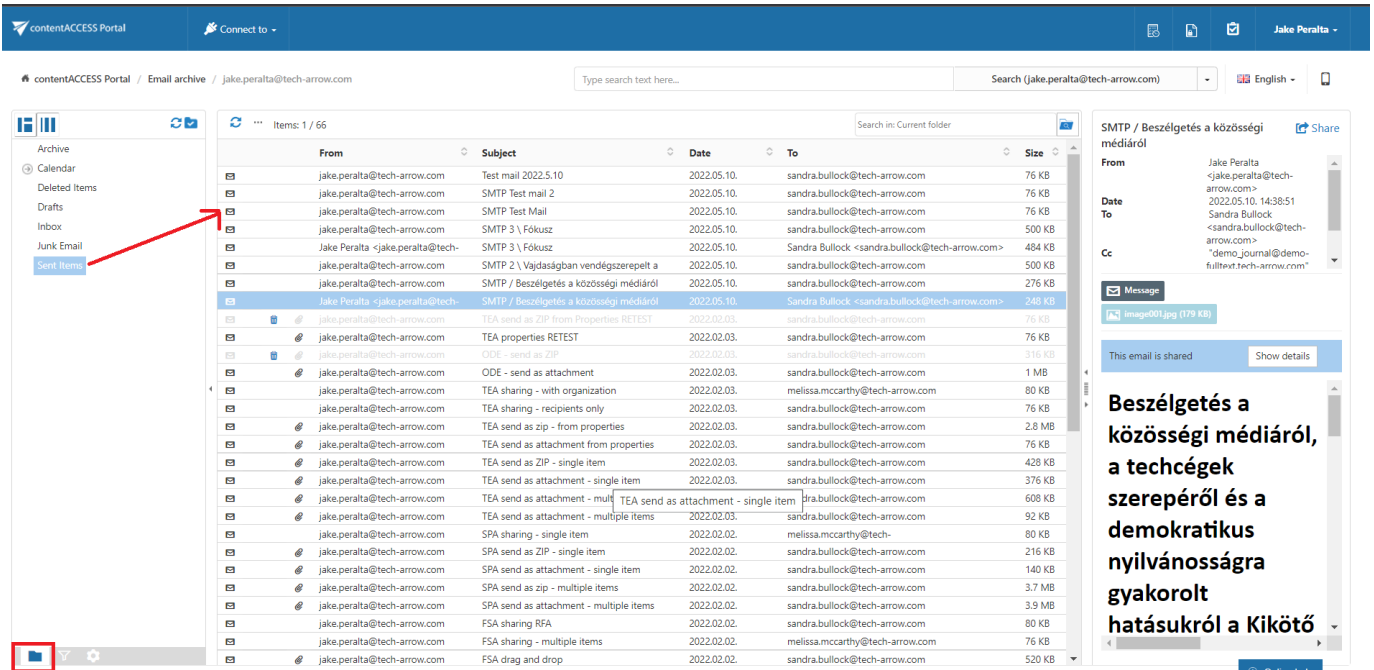 contentACCESS Portal Connect to Jake Peralta
contentACCESS Portal / Email archive / jake.peralta@tech-arrow.com Type search text here... Search (jake.peralta@tech-arrow.com) English
Archive
Calendar
Deleted Items
Drafts
Inbox
Junk Email
Sent Items
Items: 1 / 66 Search in: Current folder
From Subject Date To Size
jake.peralta@tech-arrow.com Test mail 2022.5.10 2022.05.10. sandra.bullock@tech-arrow.com 76 KB
jake.peralta@tech-arrow.com SMTP Test mail 2 2022.05.10. sandra.bullock@tech-arrow.com 76 KB
jake.peralta@tech-arrow.com SMTP Test Mail 2022.05.10. sandra.bullock@tech-arrow.com 76 KB
jake.peralta@tech-arrow.com SMTP 3 \ Fókusz 2022.05.10. sandra.bullock@tech-arrow.com 500 KB
Jake Peralta <jake.peralta@tech- SMTP 3 \ Fókusz 2022.05.10. Sandra Bullock <sandra.bullock@tech-arrow.com> 484 KB
jake.peralta@tech-arrow.com SMTP 2 \ Vajdaságban vendégszerepelt a 2022.05.10. sandra.bullock@tech-arrow.com 500 KB
jake.peralta@tech-arrow.com SMTP / Beszélgetés a közösségi médiáról 2022.05.10. sandra.bullock@tech-arrow.com 276 KB
Jake Peralta <jake.peralta@tech- SMTP / Beszélgetés a közösségi médiáról 2022.05.10. Sandra Bullock <sandra.bullock@tech-arrow.com> 248 KB
jake.peralta@tech-arrow.com TEA send as ZIP from Properties RETEST 2022.02.03. sandra.bullock@tech-arrow.com 76 KB
jake.peralta@tech-arrow.com TEA properties RETEST 2022.02.03. sandra.bullock@tech-arrow.com 76 KB
jake.peralta@tech-arrow.com ODE - send as ZIP 2022.02.03. sandra.bullock@tech-arrow.com 316 KB
jake.peralta@tech-arrow.com ODE - send as attachment 2022.02.03. sandra.bullock@tech-arrow.com 1 MB
jake.peralta@tech-arrow.com TEA sharing - with organization 2022.02.03. melissa.mccarthy@tech-arrow.com 80 KB
jake.peralta@tech-arrow.com TEA sharing - recipients only 2022.02.03. sandra.bullock@tech-arrow.com 76 KB
jake.peralta@tech-arrow.com TEA send as zip - from properties 2022.02.03. sandra.bullock@tech-arrow.com 2.8 MB
jake.peralta@tech-arrow.com TEA send as attachment from properties 2022.02.03. sandra.bullock@tech-arrow.com 76 KB
jake.peralta@tech-arrow.com TEA send as ZIP - single item 2022.02.03. sandra.bullock@tech-arrow.com 428 KB
jake.peralta@tech-arrow.com TEA send as attachment - single item 2022.02.03. sandra.bullock@tech-arrow.com 376 KB
jake.peralta@tech-arrow.com TEA send as attachment - mult TEA send as attachment - single item dra.bullock@tech-arrow.com 608 KB
jake.peralta@tech-arrow.com TEA send as attachment - multiple items 2022.02.03. sandra.bullock@tech-arrow.com 92 KB
jake.peralta@tech-arrow.com SPA sharing - single item 2022.02.02. melissa.mccarthy@tech- 80 KB
jake.peralta@tech-arrow.com SPA send as ZIP - single item 2022.02.02. sandra.bullock@tech-arrow.com 216 KB
jake.peralta@tech-arrow.com SPA send as attachment - single item 2022.02.02. sandra.bullock@tech-arrow.com 140 KB
jake.peralta@tech-arrow.com SPA send as zip - multiple items 2022.02.02. sandra.bullock@tech-arrow.com 3.7 MB
jake.peralta@tech-arrow.com SPA send as attachment - multiple items 2022.02.02. sandra.bullock@tech-arrow.com 3.9 MB
jake.peralta@tech-arrow.com FSA sharing RFA 2022.02.02. sandra.bullock@tech-arrow.com 80 KB
jake.peralta@tech-arrow.com FSA sharing - multiple items 2022.02.02. melissa.mccarthy@tech-arrow.com 76 KB
jake.peralta@tech-arrow.com FSA drag and drop 2022.02.02. sandra.bullock@tech-arrow.com 520 KB
SMTP / Beszélgetés a közösségi Share
médiáról
From Jake Peralta
<jake.peralta@tech-
arrow.com>
Date 2022.05.10. 14:38:51
To Sandra Bullock
<sandra.bullock@tech-
arrow.com>
Cc "demo_journal@demo-
fulltext.tech-arrow.com"
Message
image001.jpg (179 KB)
This email is shared Show details
Beszélgetés a
közösségi médiáról,
a techcégek
szerepéről és a
demokratikus
nyilvánosságra
gyakorolt
hatásukról a Kikötő